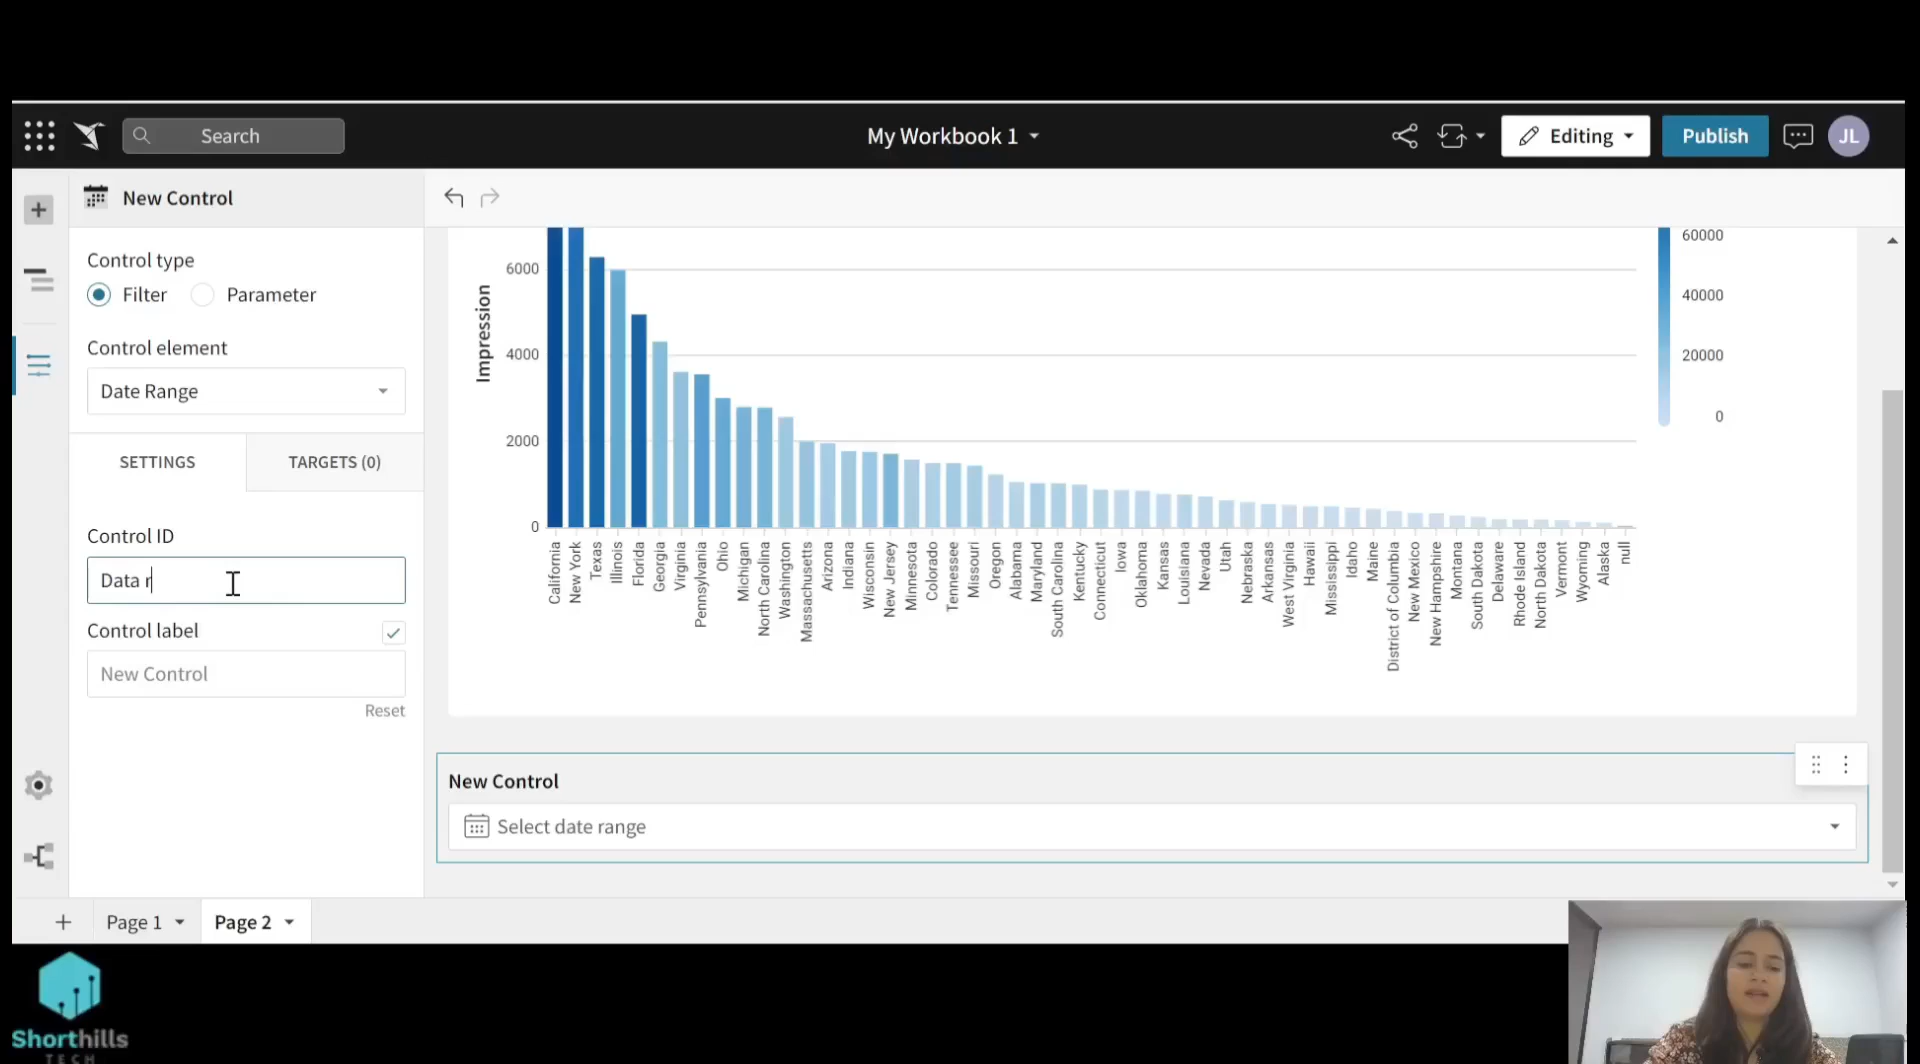 Search
My Workbook 1
Editing
Publish
JL
New Control
Control type
Filter
Parameter
Control element
Date Range
SETTINGS
TARGETS (0)
Control ID
Data r
Control label
New Control
Reset
Impression
6000
4000
2000
0
California
New York
Texas
Illinois
Florida
Georgia
Virginia
Pennsylvania
Ohio
Michigan
North Carolina
Washington
Massachusetts
Arizona
Indiana
Wisconsin
New Jersey
Minnesota
Colorado
Tennessee
Missouri
Oregon
Alabama
Maryland
South Carolina
Kentucky
Connecticut
Iowa
Oklahoma
Kansas
Louisiana
Nevada
Utah
Nebraska
Arkansas
West Virginia
Hawaii
Mississippi
Idaho
Maine
District of Columbia
New Mexico
New Hampshire
Montana
South Dakota
Delaware
Rhode Island
North Dakota
Vermont
Wyoming
Alaska
null
60000
40000
20000
0
New Control
Select date range
Page 1
Page 2
Shorthills
TECH